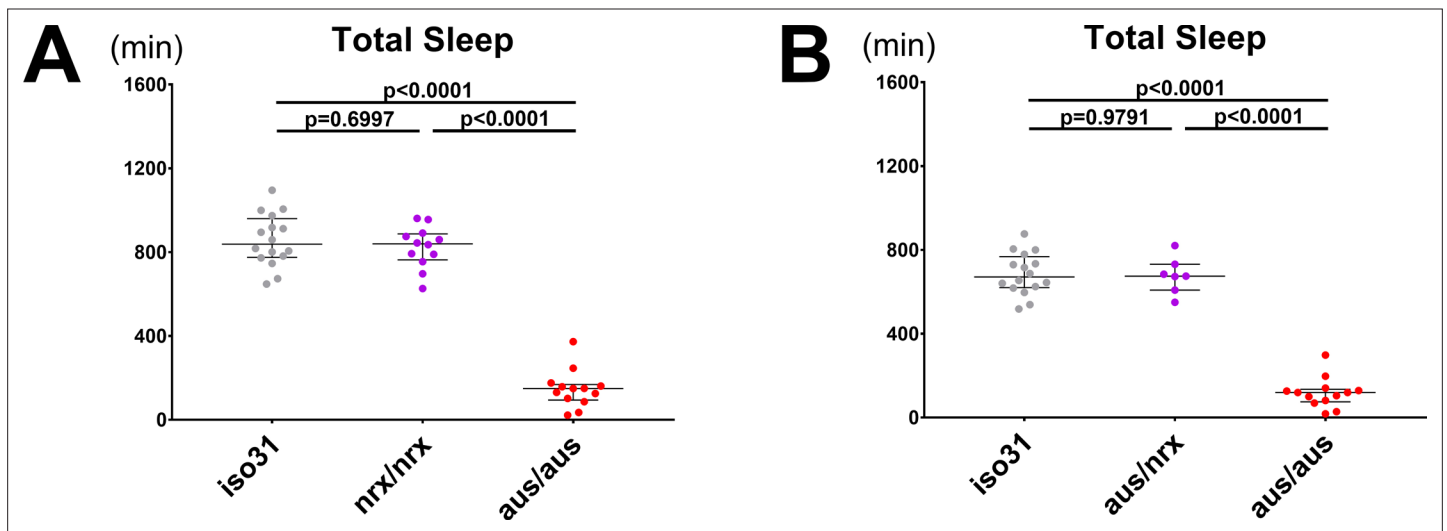 A
(min)
Total Sleep
1600
p<0.0001
p=0.6997
p<0.0001
1200
800
400
0
iso31
nrx/nrx
aus/aus
B
(min)
Total Sleep
1600
p<0.0001
p=0.9791
p<0.0001
1200
800
400
0
iso31
aus/nrx
aus/aus